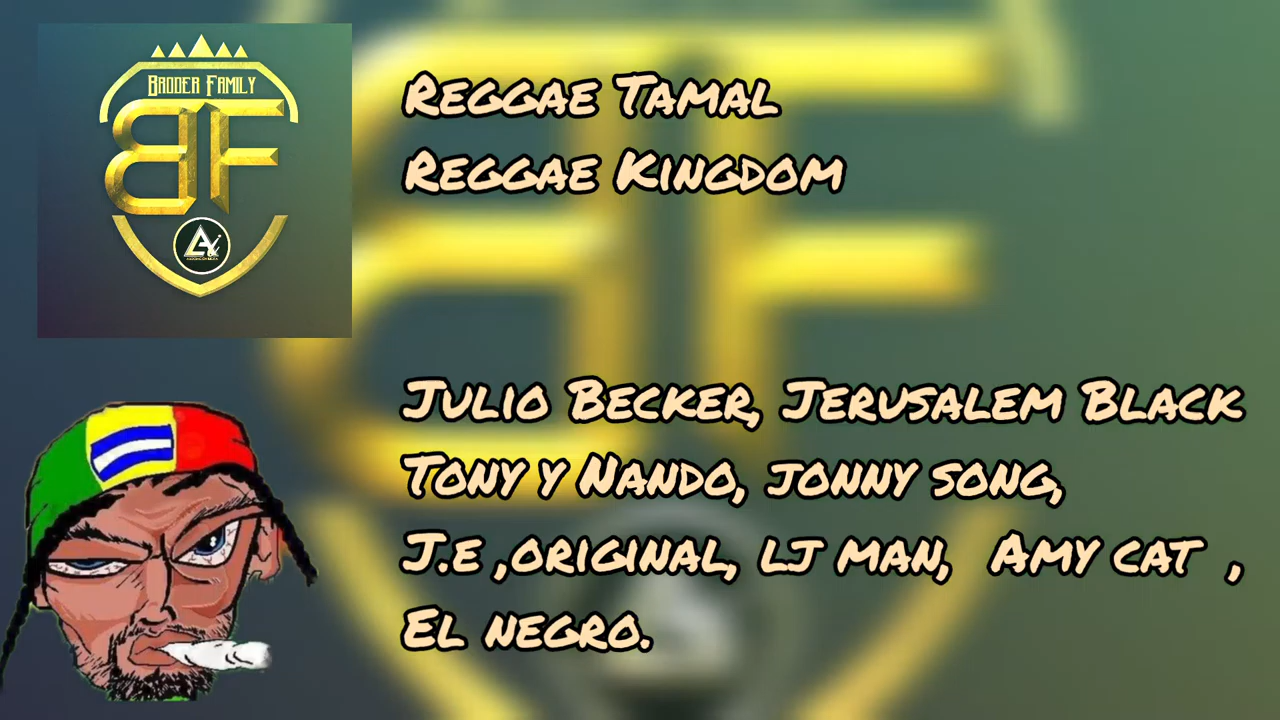 Broder Family
BF
Reggae Tamal
Reggae Kingdom
Julio Becker, Jerusalem Black
Tony y Nando, jonny song,
J.e ,original, lj man, Amy cat ,
El negro.